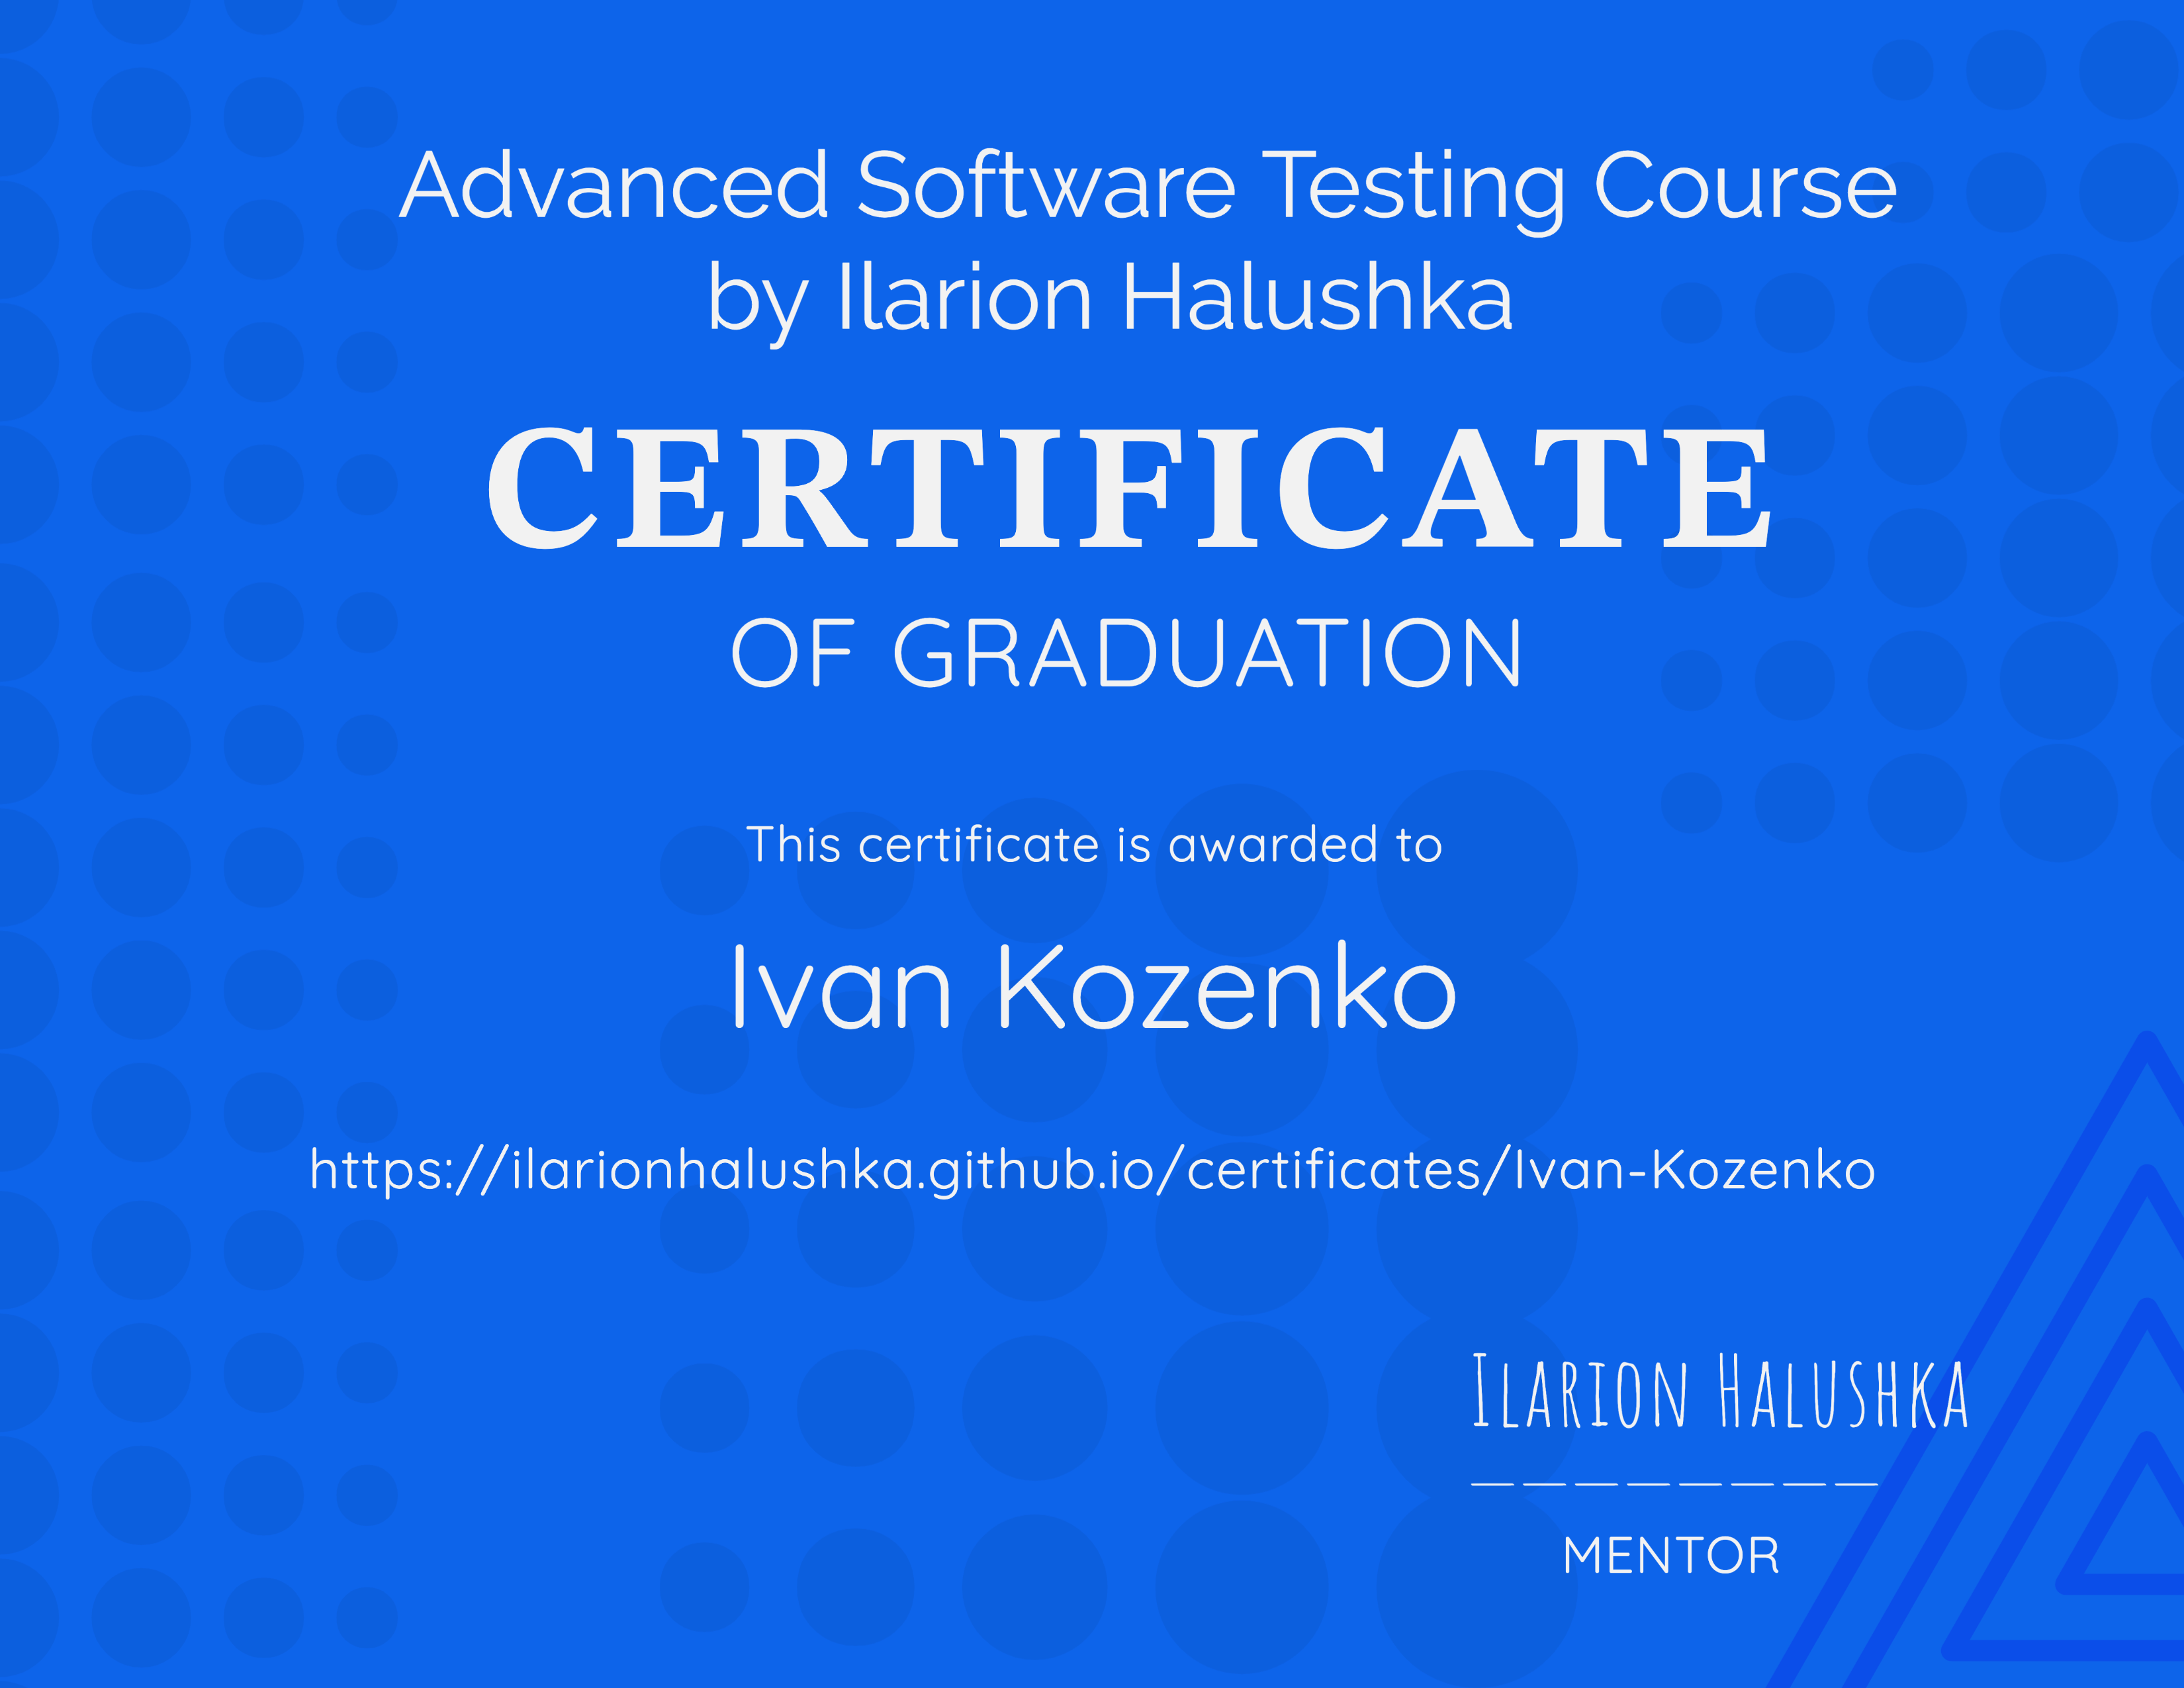 Advanced Software Testing Course
by Ilarion Halushka
CERTIFICATE
OF GRADUATION
This certificate is awarded to
Ivan Kozenko
https://ilarionhalushka.github.io/certificates/Ivan-Kozenko
Ilarion Halushka
________
MENTOR